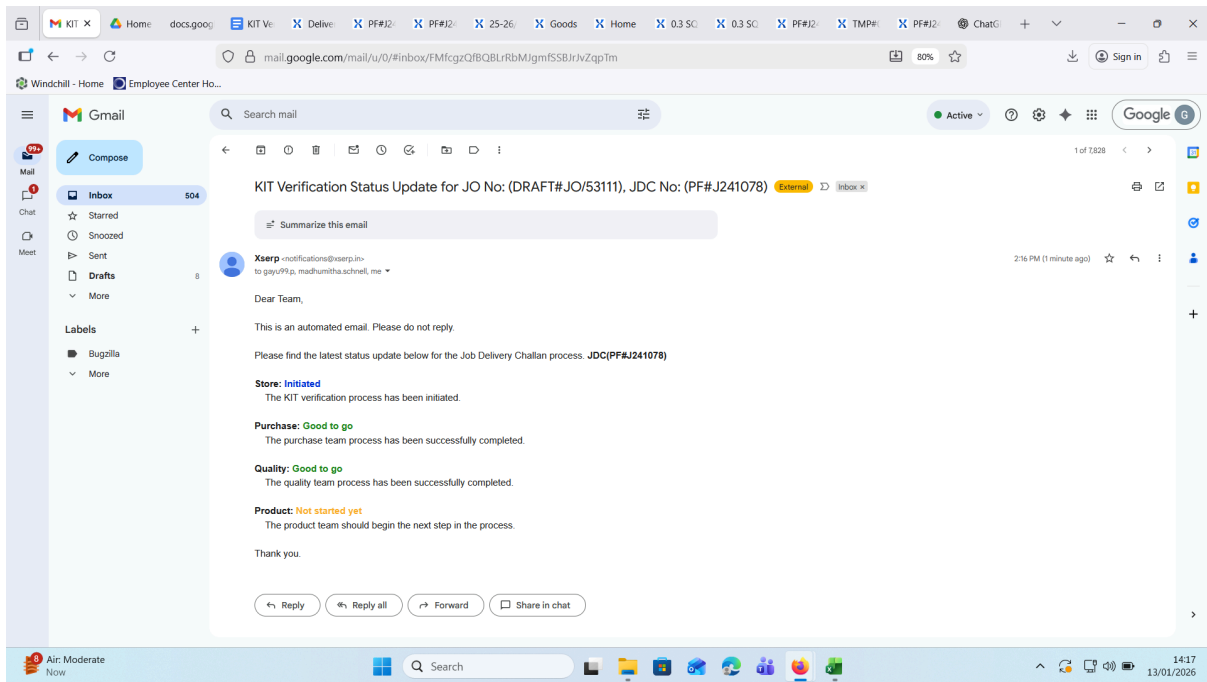 KIT
Home
docs.goog
KIT Ve
Delive
PF#J24
PF#J24
25-26/
Goods
Home
0.3 SQ
0.3 SQ
PF#J24
TMP#
PF#J24
ChatG
mail.google.com/mail/u/0/#inbox/FMfcgzQfBQBLrRbMJgmfSSBJrJvZqpTm
80%
Sign in
Windchill - Home
Employee Center Ho...
Gmail
Search mail
Active
Google G
99+
Mail
Compose
1 of 7,828
31
1
Chat
Meet
Inbox 504
Starred
Snoozed
Sent
Drafts 8
More
Labels
Bugzilla
More
KIT Verification Status Update for JO No: (DRAFT#JO/53111), JDC No: (PF#J241078) External Inbox ×
Summarize this email
Xserp <notifications@xserp.in> 2:16 PM (1 minute ago)
to gayu99.p, madhumitha.schnell, me
Dear Team,
This is an automated email. Please do not reply.
Please find the latest status update below for the Job Delivery Challan process. JDC(PF#J241078)
Store: Initiated
The KIT verification process has been initiated.
Purchase: Good to go
The purchase team process has been successfully completed.
Quality: Good to go
The quality team process has been successfully completed.
Product: Not started yet
The product team should begin the next step in the process.
Thank you.
Reply
Reply all
Forward
Share in chat
8
Air: Moderate
Now
Search
14:17
13/01/2026